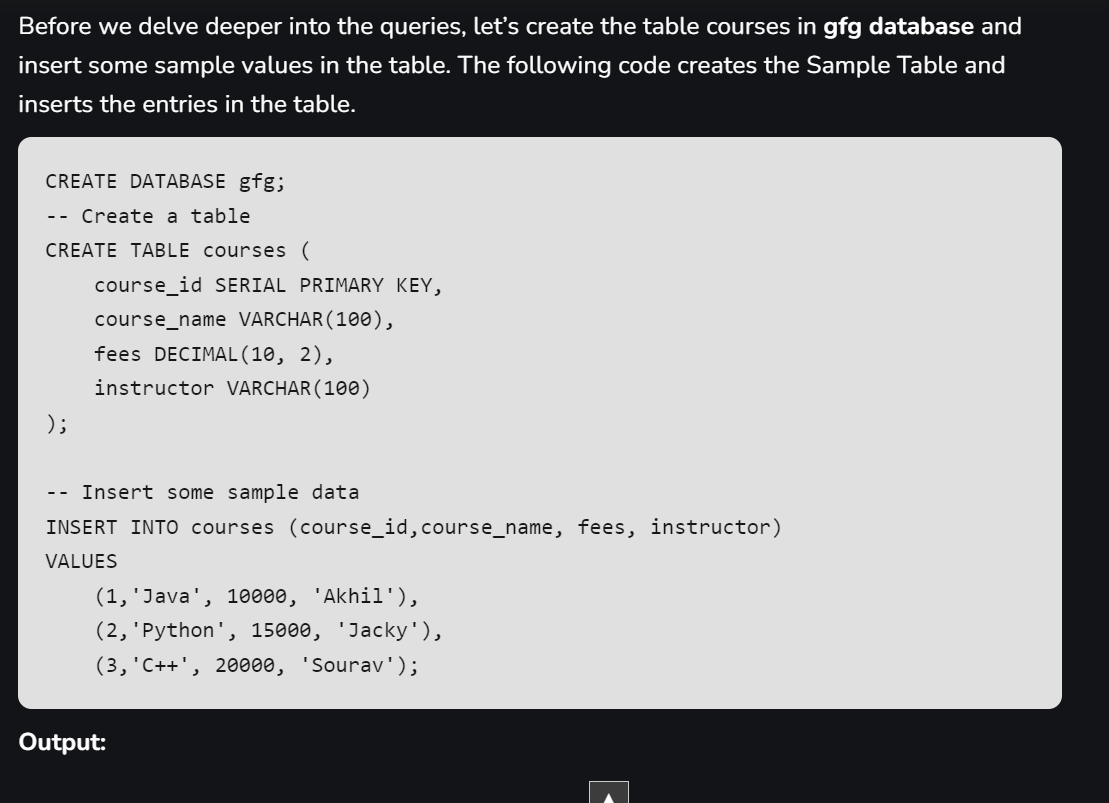 Before we delve deeper into the queries, let’s create the table courses in gfg database and
insert some sample values in the table. The following code creates the Sample Table and
inserts the entries in the table.
CREATE DATABASE gfg;
-- Create a table
CREATE TABLE courses (
    course_id SERIAL PRIMARY KEY,
    course_name VARCHAR(100),
    fees DECIMAL(10, 2),
    instructor VARCHAR(100)
);
-- Insert some sample data
INSERT INTO courses (course_id,course_name, fees, instructor)
VALUES
    (1,'Java', 10000, 'Akhil'),
    (2,'Python', 15000, 'Jacky'),
    (3,'C++', 20000, 'Sourav');
Output: